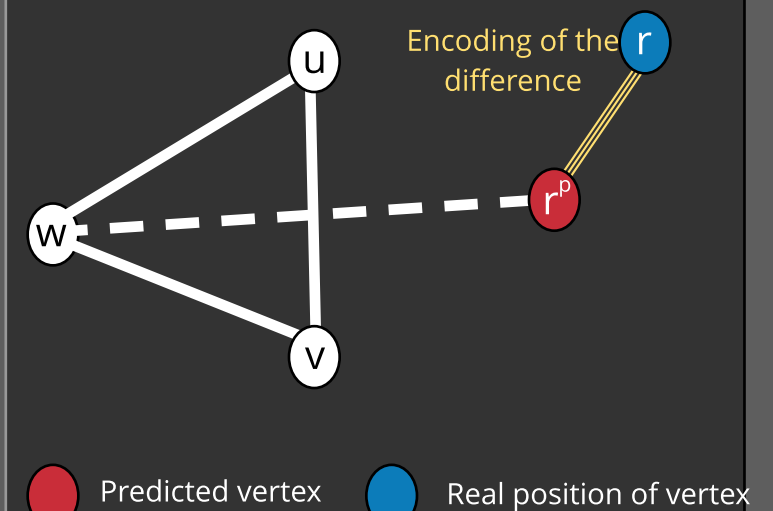 u
Encoding of the
difference
r
r^p
w
v
Predicted vertex
Real position of vertex